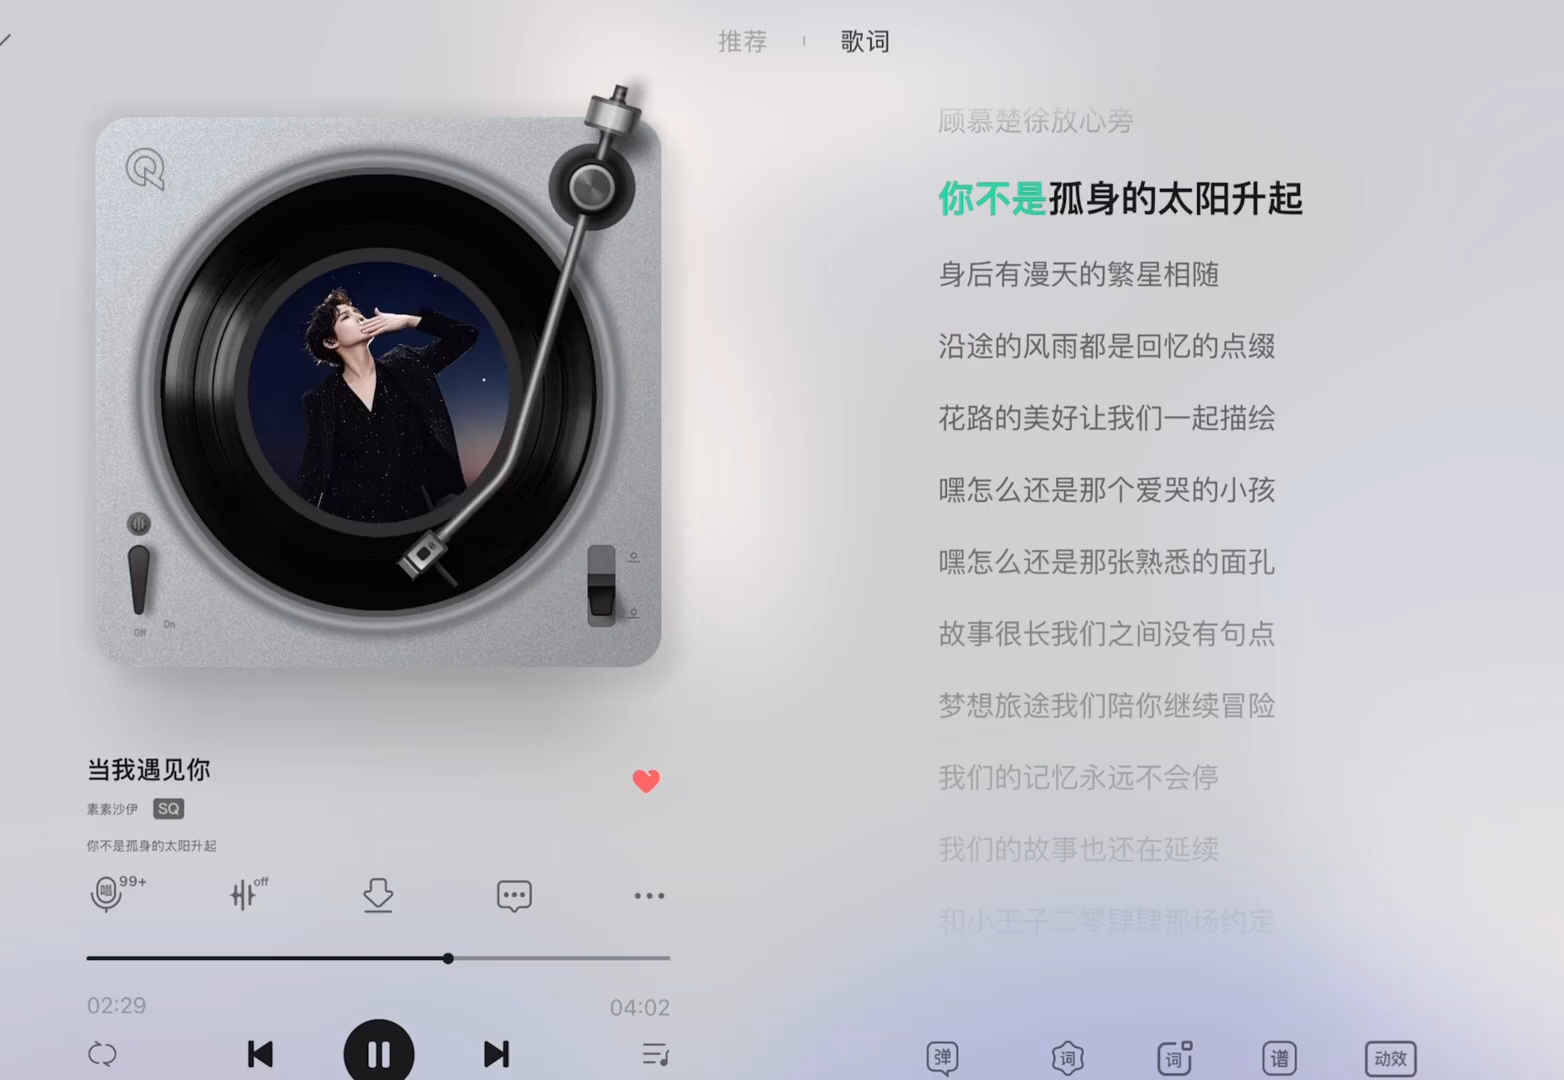 推荐
歌词
顾慕楚徐放心旁
你不是孤身的太阳升起
身后有漫天的繁星相随
沿途的风雨都是回忆的点缀
花路的美好让我们一起描绘
嘿怎么还是那个爱哭的小孩
嘿怎么还是那张熟悉的面孔
故事很长我们之间没有句点
梦想旅途我们陪你继续冒险
我们的记忆永远不会停
我们的故事也还在延续
和小王子二零肆肆那场约定
Off
On
当我遇见你
素素沙伊 SQ
你不是孤身的太阳升起
唱 99+
off
02:29
04:02
弹
词
词
谱
动效